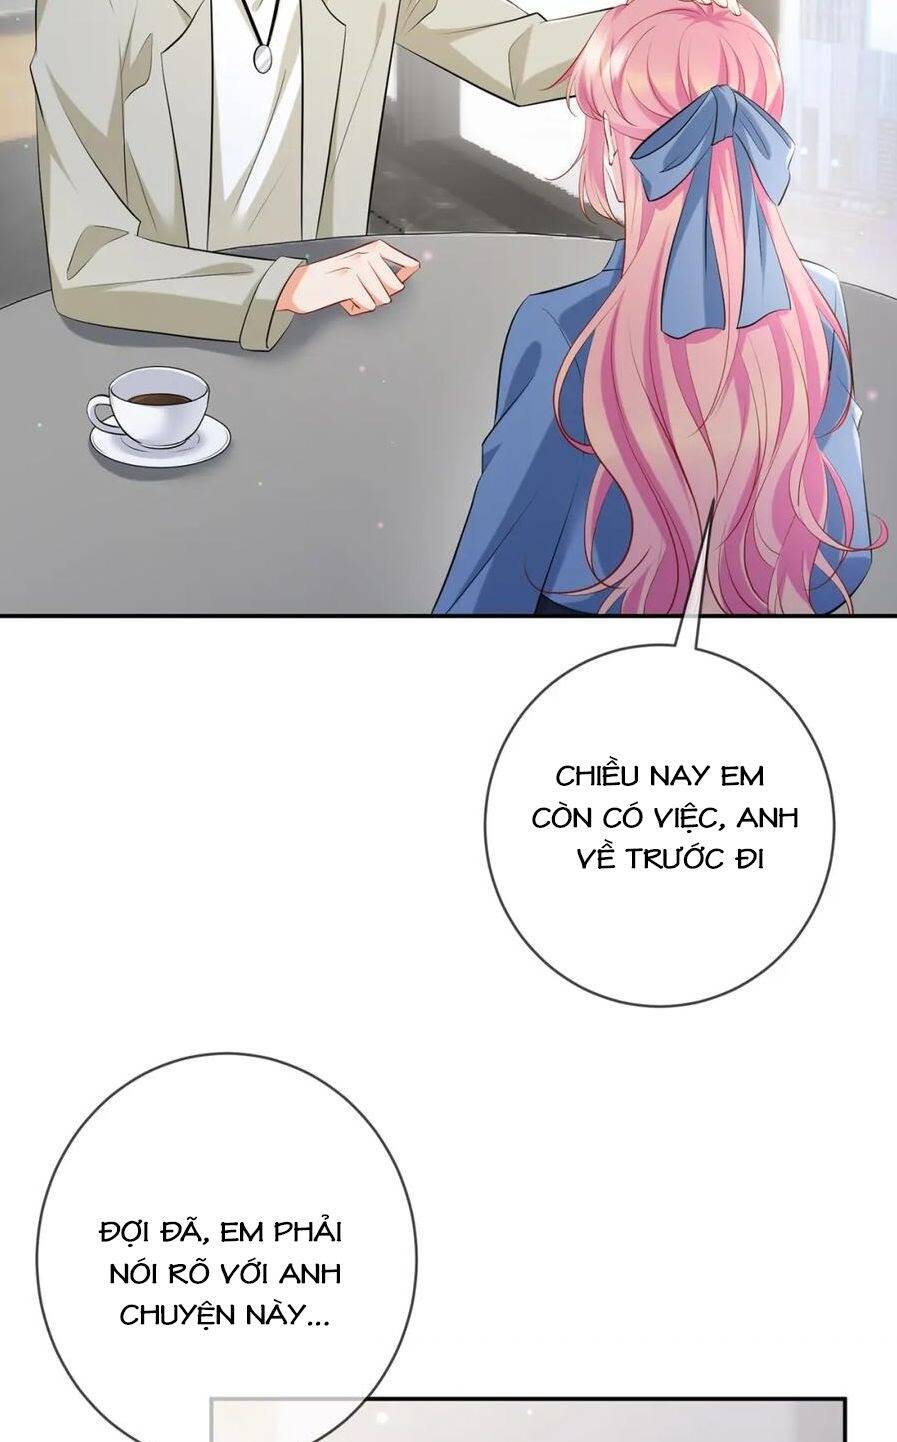 CHIỀU NAY EM
CÒN CÓ VIỆC, ANH
VỀ TRƯỚC ĐI
ĐỢI ĐÃ, EM PHẢI
NÓI RÕ VỚI ANH
CHUYỆN NÀY...